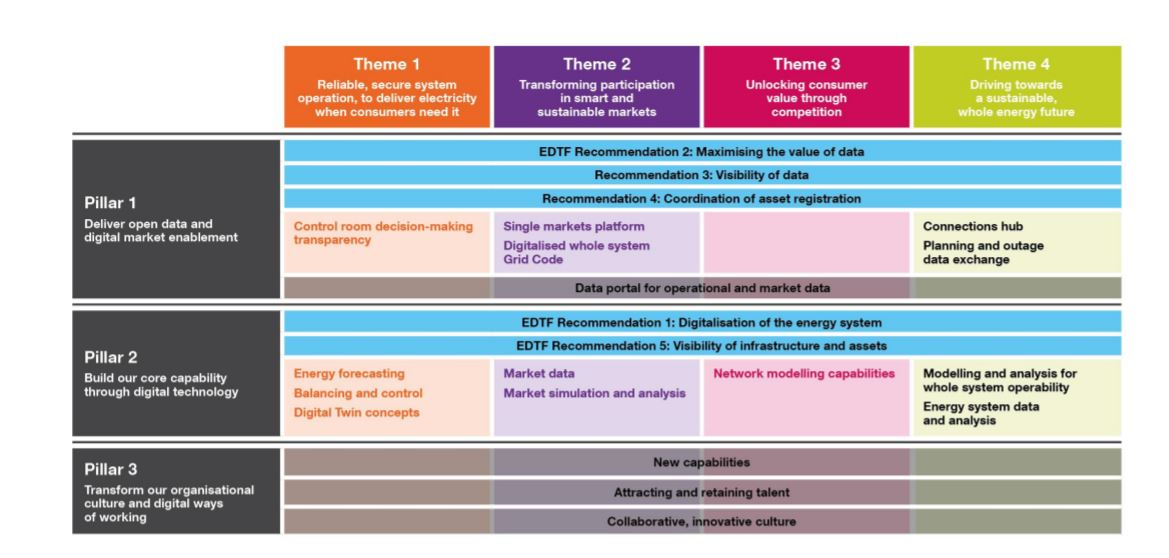 Theme 1
Reliable, secure system
operation, to deliver electricity
when consumers need it
Theme 2
Transforming participation
in smart and
sustainable markets
Theme 3
Unlocking consumer
value through
competition
Theme 4
Driving towards
a sustainable,
whole energy future
Pillar 1
Deliver open data and
digital market enablement
EDTF Recommendation 2: Maximising the value of data
Recommendation 3: Visibility of data
Recommendation 4: Coordination of asset registration
Control room decision-making
transparency
Single markets platform
Digitalised whole system
Grid Code
Connections hub
Planning and outage
data exchange
Data portal for operational and market data
Pillar 2
Build our core capability
through digital technology
EDTF Recommendation 1: Digitalisation of the energy system
EDTF Recommendation 5: Visibility of infrastructure and assets
Energy forecasting
Balancing and control
Digital Twin concepts
Market data
Market simulation and analysis
Network modelling capabilities
Modelling and analysis for
whole system operability
Energy system data
and analysis
Pillar 3
Transform our organisational
culture and digital ways
of working
New capabilities
Attracting and retaining talent
Collaborative, innovative culture